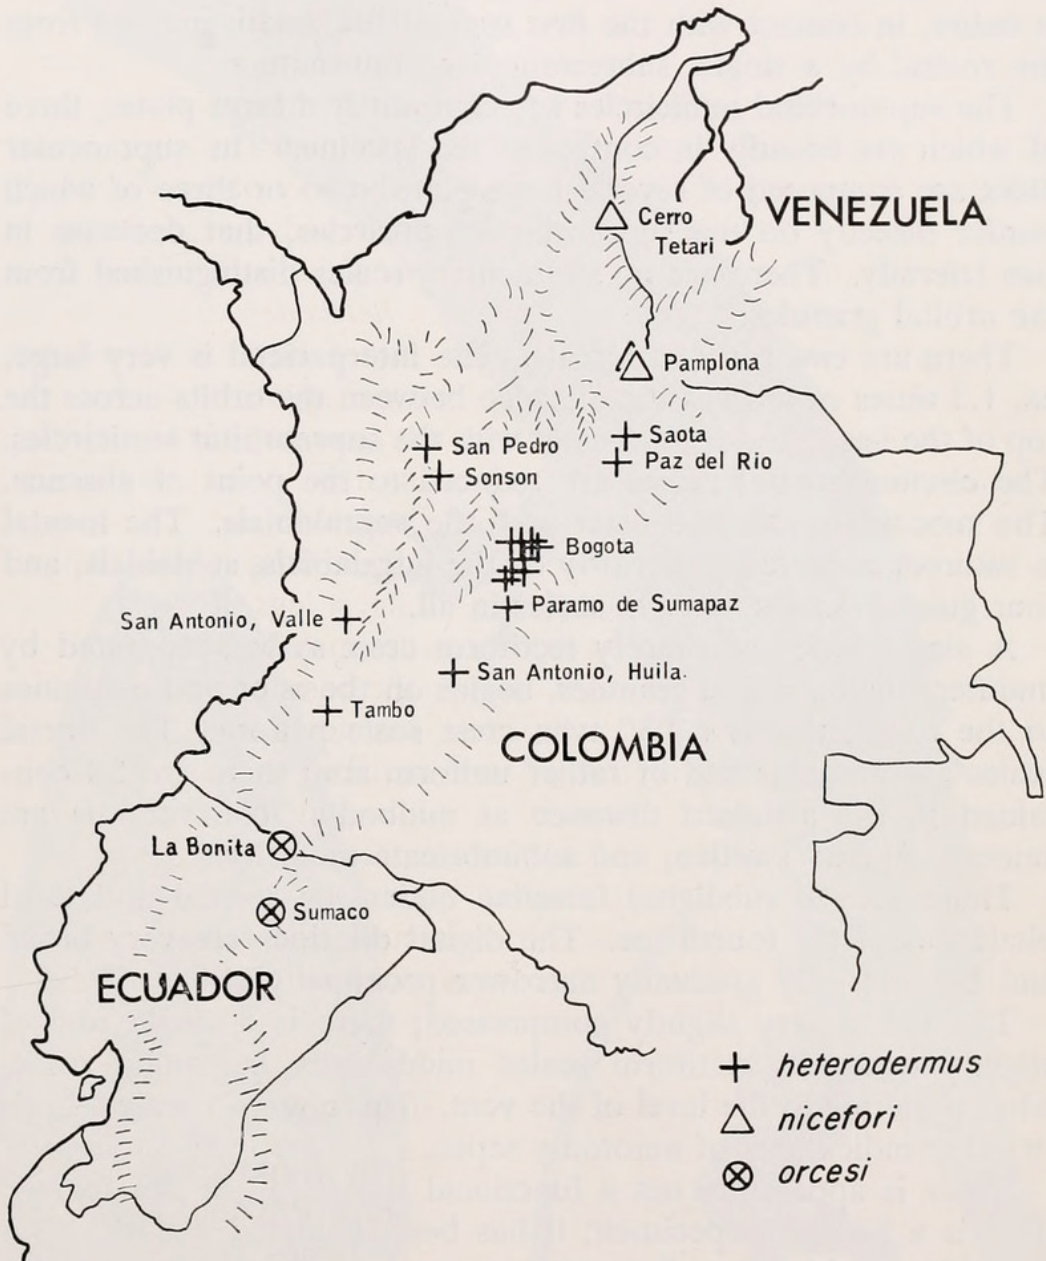 VENEZUELA
Cerro
Tetari
Pamplona
San Pedro
Saota
Sonson
Paz del Rio
Bogota
Paramo de Sumapaz
San Antonio, Valle
San Antonio, Huila.
Tambo
COLOMBIA
La Bonita
Sumaco
ECUADOR
heterodermus
nicefori
orcesi